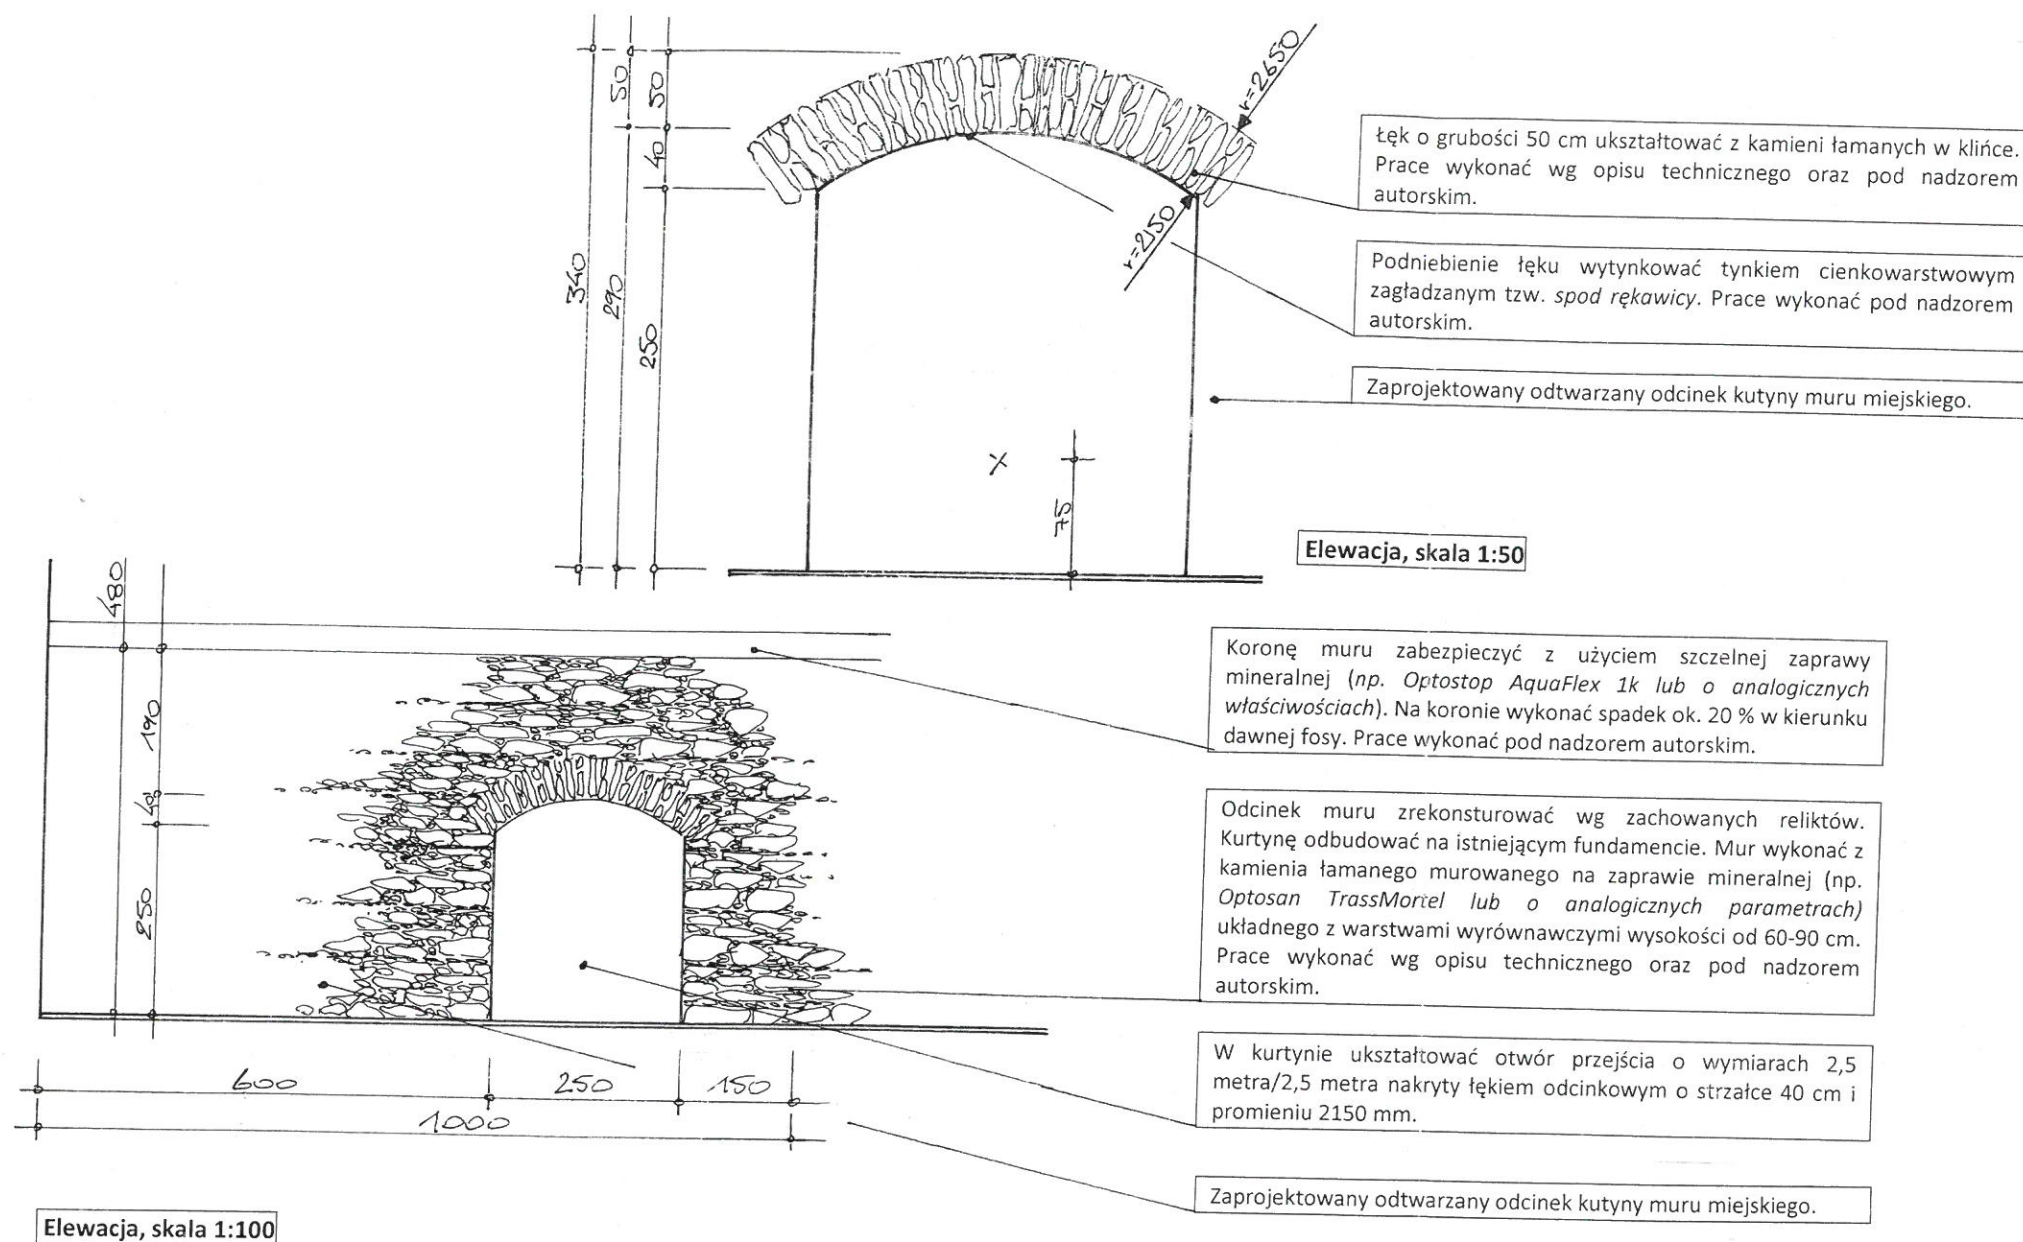 50
50
r=2650
40
340
290
250
r=2150
75
Łęk o grubości 50 cm ukształtować z kamieni łamanych w klińce.
Prace wykonać wg opisu technicznego oraz pod nadzorem
autorskim.
Podniebienie łęku wytynkować tynkiem cienkowarstwowym
zagładzanym tzw. spod rękawicy. Prace wykonać pod nadzorem
autorskim.
Zaprojektowany odtwarzany odcinek kutyny muru miejskiego.
Elewacja, skala 1:50
480
190
40
250
600
250
150
1000
Koronę muru zabezpieczyć z użyciem szczelnej zaprawy
mineralnej (np. Optostop AquaFlex 1k lub o analogicznych
właściwościach). Na koronie wykonać spadek ok. 20 % w kierunku
dawnej fosy. Prace wykonać pod nadzorem autorskim.
Odcinek muru zrekonsturować wg zachowanych reliktów.
Kurtynę odbudować na istniejącym fundamencie. Mur wykonać z
kamienia łamanego murowanego na zaprawie mineralnej (np.
Optosan TrassMortel lub o analogicznych parametrach)
układnego z warstwami wyrównawczymi wysokości od 60-90 cm.
Prace wykonać wg opisu technicznego oraz pod nadzorem
autorskim.
W kurtynie ukształtować otwór przejścia o wymiarach 2,5
metra/2,5 metra nakryty łękiem odcinkowym o strzałce 40 cm i
promieniu 2150 mm.
Zaprojektowany odtwarzany odcinek kutyny muru miejskiego.
Elewacja, skala 1:100